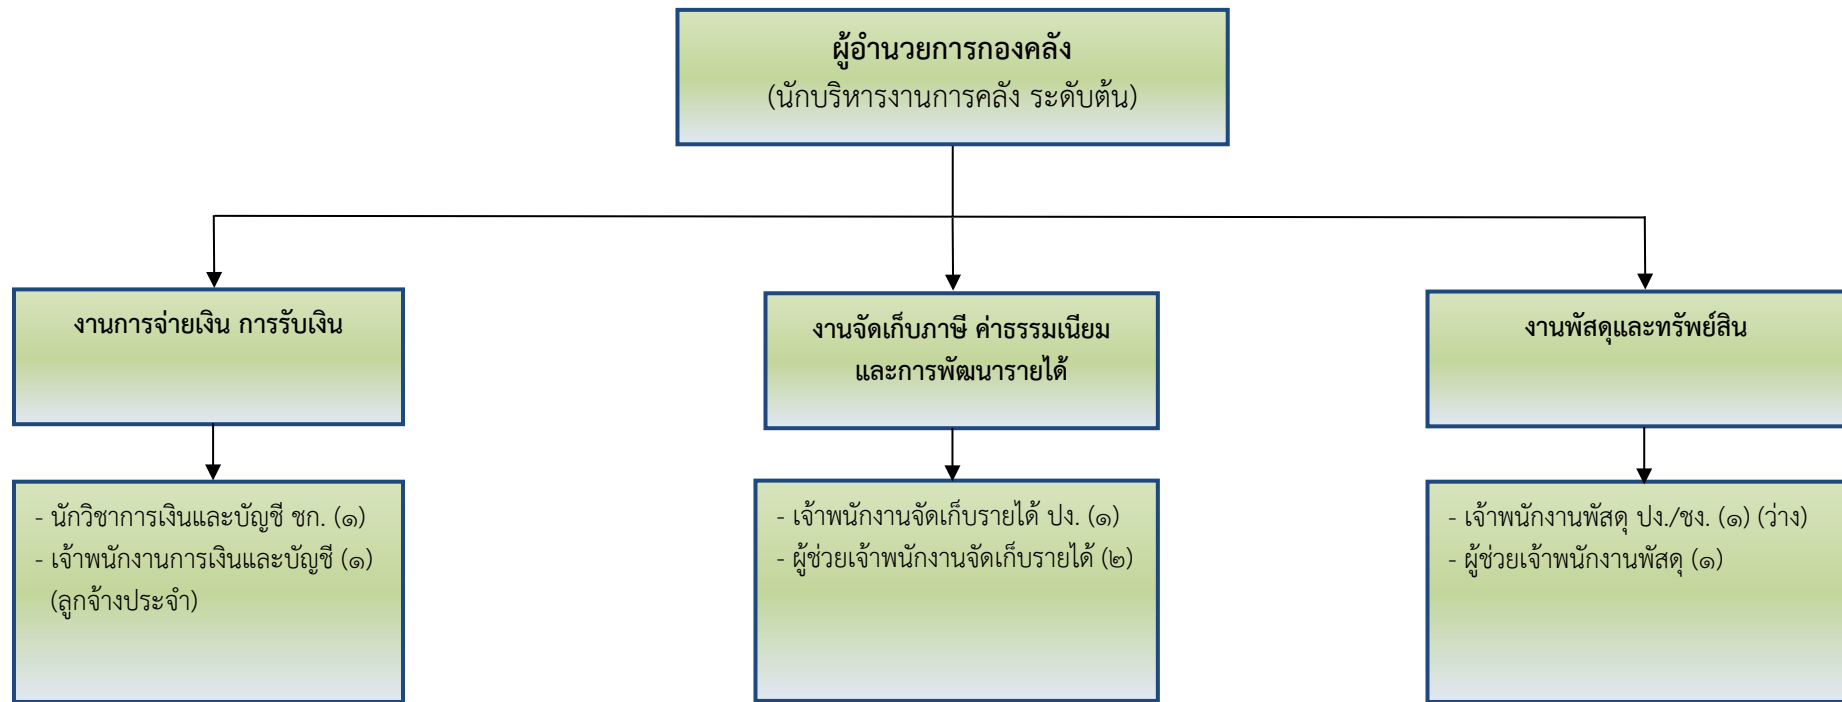 ผู้อำนวยการกองคลัง
(นักบริหารงานการคลัง ระดับต้น)
งานการจ่ายเงิน การรับเงิน
งานจัดเก็บภาษี ค่าธรรมเนียม
และการพัฒนารายได้
งานพัสดุและทรัพย์สิน
- นักวิชาการเงินและบัญชี ชก. (๑)
- เจ้าพนักงานการเงินและบัญชี (๑)
(ลูกจ้างประจำ)
- เจ้าพนักงานจัดเก็บรายได้ ปง. (๑)
- ผู้ช่วยเจ้าพนักงานจัดเก็บรายได้ (๒)
- เจ้าพนักงานพัสดุ ปง./ชง. (๑) (ว่าง)
- ผู้ช่วยเจ้าพนักงานพัสดุ (๑)